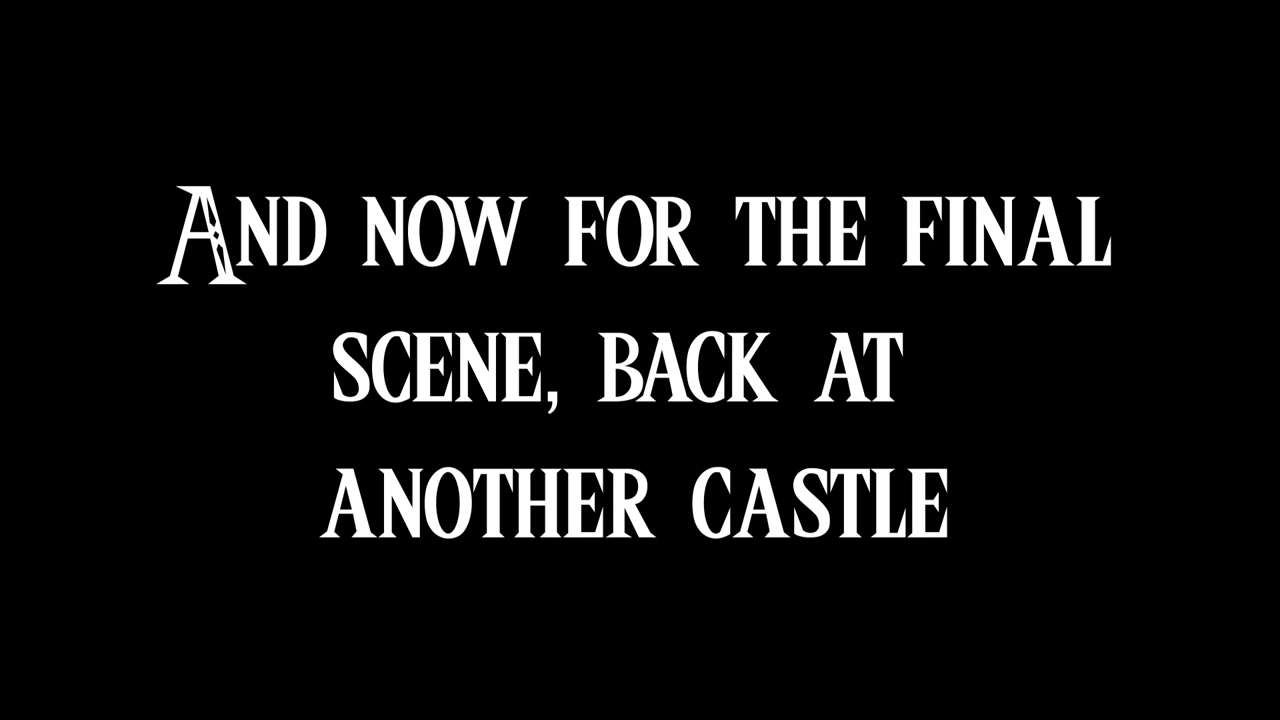 And now for the final
scene, back at
another castle